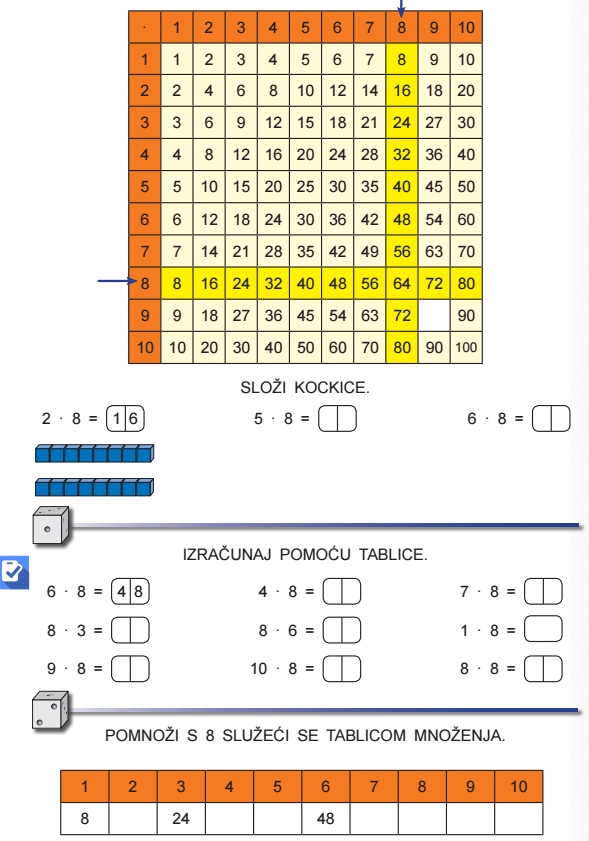 · 1 2 3 4 5 6 7 8 9 10
1 1 2 3 4 5 6 7 8 9 10
2 2 4 6 8 10 12 14 16 18 20
3 3 6 9 12 15 18 21 24 27 30
4 4 8 12 16 20 24 28 32 36 40
5 5 10 15 20 25 30 35 40 45 50
6 6 12 18 24 30 36 42 48 54 60
7 7 14 21 28 35 42 49 56 63 70
8 8 16 24 32 40 48 56 64 72 80
9 9 18 27 36 45 54 63 72 90
10 10 20 30 40 50 60 70 80 90 100
SLOŽI KOCKICE.
2 · 8 = 16 5 · 8 = 6 · 8 =
IZRAČUNAJ POMOĆU TABLICE.
6 · 8 = 48 4 · 8 = 7 · 8 =
8 · 3 = 8 · 6 = 1 · 8 =
9 · 8 = 10 · 8 = 8 · 8 =
POMNOŽI S 8 SLUŽEĆI SE TABLICOM MNOŽENJA.
1 2 3 4 5 6 7 8 9 10
8 24 48